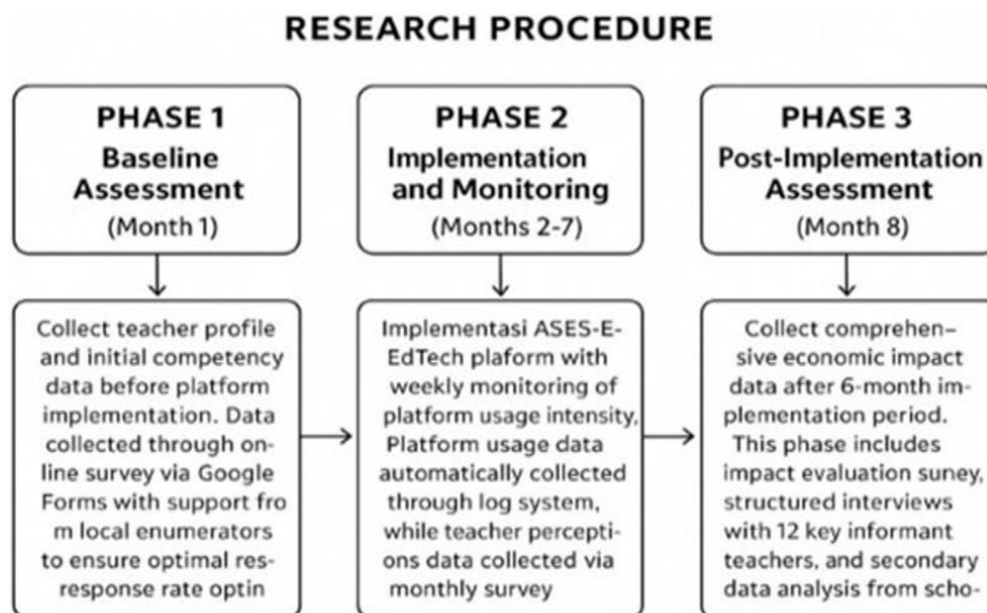 RESEARCH PROCEDURE
PHASE 1
Baseline
Assessment
(Month 1)
PHASE 2
Implementation
and Monitoring
(Months 2-7)
PHASE 3
Post-Implementation
Assessment
(Month 8)
Collect teacher profile
and initial competency
data before platform
implementation. Data
collected through on-
line survey via Google
Forms with support fro
m local enumerators
to ensure optimal res-
response rate optin
Implementasi ASES-E-
EdTech plaform with
weekly monitoring of
platform usage intensity.
Platform usage data
automatically collected
through log system,
while teacher percepti-
ons data collected via
monthly survey
Collect comprehen-
sive economic impact
data after 6-month im-
plementation period.
This phase includes
impact evaluation suney,
structured interviews
with 12 key informant
teachers, and secondary
data analysis from scho-